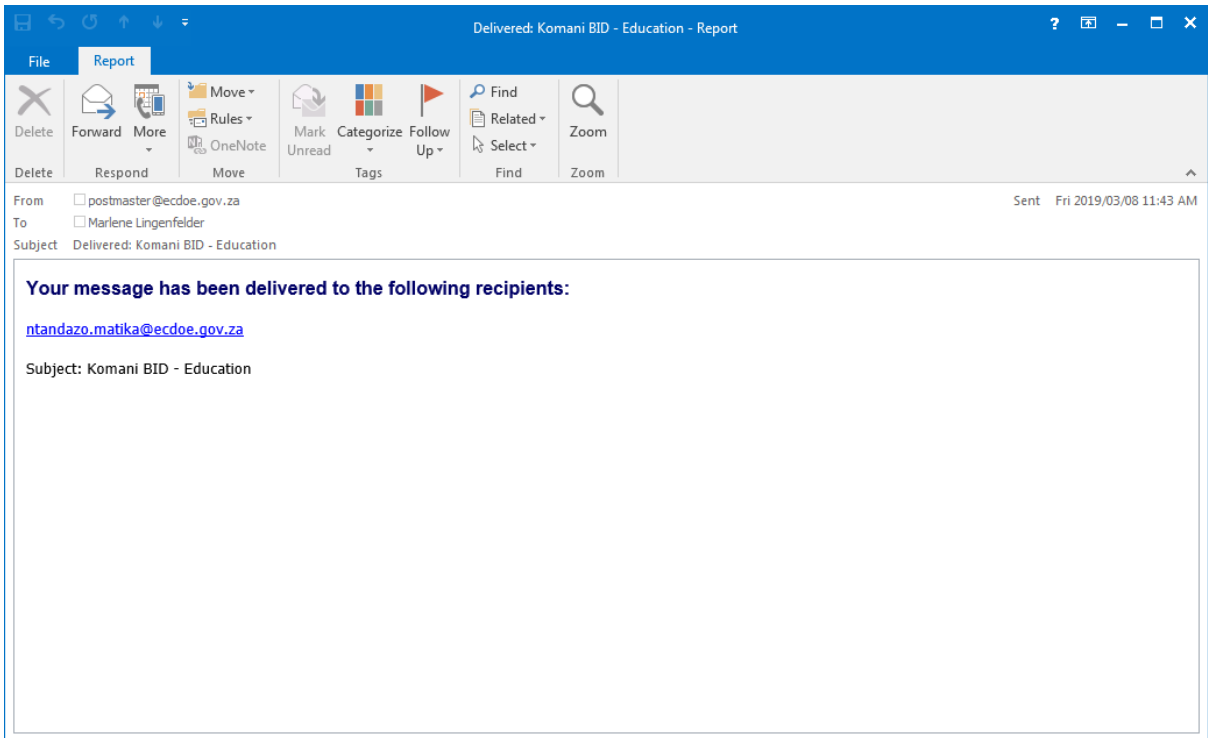 Delivered: Komani BID - Education - Report
File Report
Delete
Forward
More
Move
Rules
OneNote
Mark Unread
Categorize
Follow Up
Find
Related
Select
Zoom
Delete Respond Move Tags Find Zoom
From postmaster@ecdoe.gov.za Sent Fri 2019/03/08 11:43 AM
To Marlene Lingenfelder
Subject Delivered: Komani BID - Education
Your message has been delivered to the following recipients:
ntandazo.matika@ecdoe.gov.za
Subject: Komani BID - Education